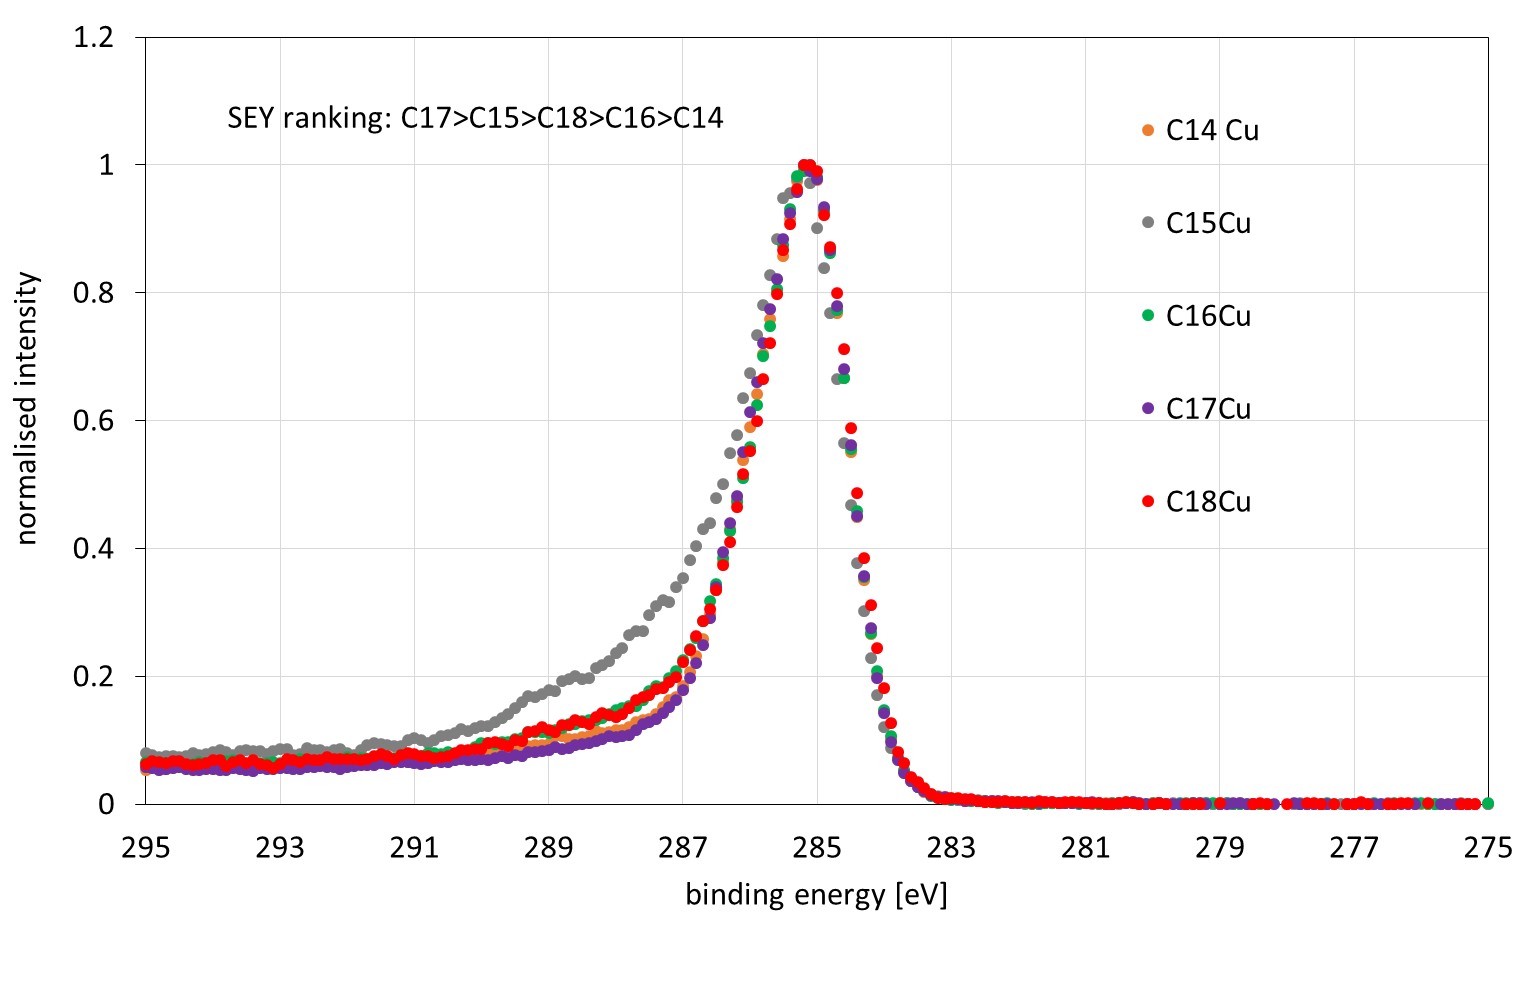 1.2
SEY ranking: C17>C15>C18>C16>C14
C14 Cu
1
C15Cu
0.8
C16Cu
normalised intensity
C17Cu
0.6
C18Cu
0.4
0.2
0
295 293 291 289 287 285 283 281 279 277 275
binding energy [eV]